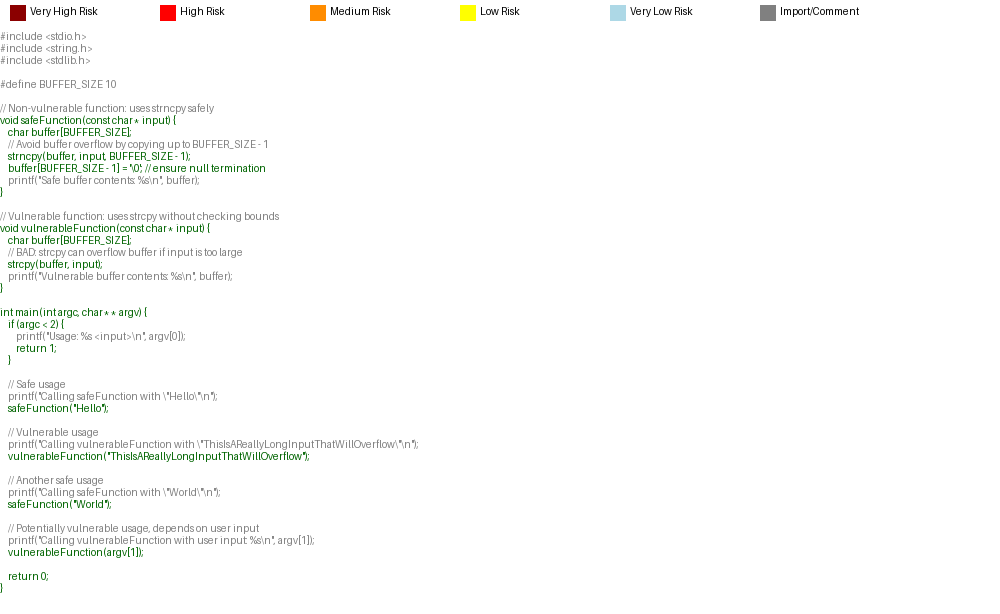 Very High Risk High Risk Medium Risk Low Risk Very Low Risk Import/Comment
#include <stdio.h>
#include <string.h>
#include <stdlib.h>
#define BUFFER_SIZE 10
// Non-vulnerable function: uses strncpy safely
void safeFunction(const char* input) {
char buffer[BUFFER_SIZE];
// Avoid buffer overflow by copying up to BUFFER_SIZE - 1
strncpy(buffer, input, BUFFER_SIZE - 1);
buffer[BUFFER_SIZE - 1] = '\0'; // ensure null termination
printf("Safe buffer contents: %s\n", buffer);
}
// Vulnerable function: uses strcpy without checking bounds
void vulnerableFunction(const char* input) {
char buffer[BUFFER_SIZE];
// BAD: strcpy can overflow buffer if input is too large
strcpy(buffer, input);
printf("Vulnerable buffer contents: %s\n", buffer);
}
int main(int argc, char** argv) {
if (argc < 2) {
printf("Usage: %s <input>\n", argv[0]);
return 1;
}
// Safe usage
printf("Calling safeFunction with \"Hello\"\n");
safeFunction("Hello");
// Vulnerable usage
printf("Calling vulnerableFunction with \"ThisIsAReallyLongInputThatWillOverflow\"\n");
vulnerableFunction("ThisIsAReallyLongInputThatWillOverflow");
// Another safe usage
printf("Calling safeFunction with \"World\"\n");
safeFunction("World");
// Potentially vulnerable usage, depends on user input
printf("Calling vulnerableFunction with user input: %s\n", argv[1]);
vulnerableFunction(argv[1]);
return 0;
}